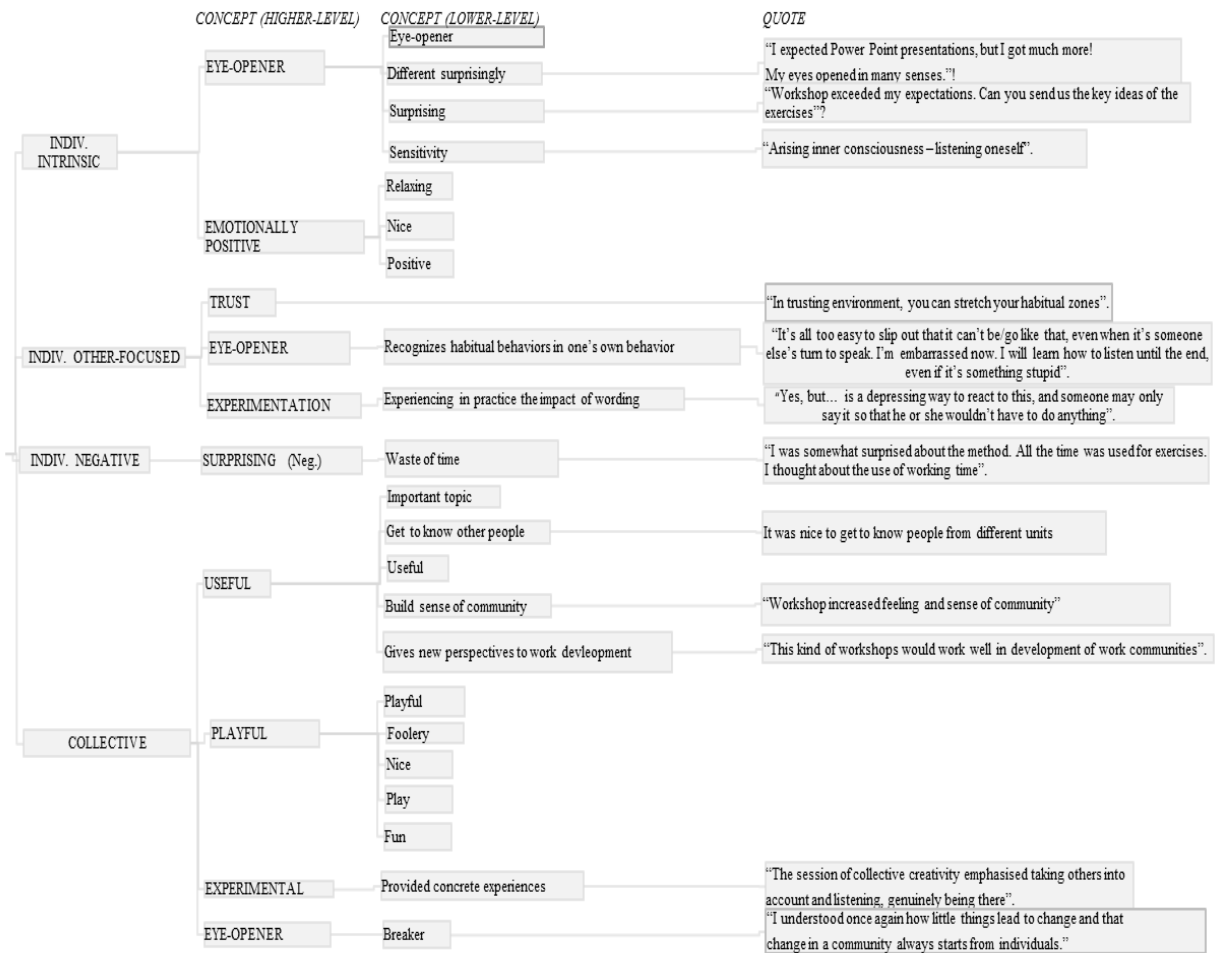 CONCEPT (HIGHER-LEVEL) CONCEPT (LOWER-LEVEL) QUOTE
INDIV.
INTRINSIC
EYE-OPENER
Eye-opener
Different surprisingly
“I expected Power Point presentations, but I got much more!
My eyes opened in many senses.”!
Surprising
“Workshop exceeded my expectations. Can you send us the key ideas of the
exercises”?
Sensitivity
“Arising inner consciousness – listening oneself”.
EMOTIONALLY
POSITIVE
Relaxing
Nice
Positive
INDIV. OTHER-FOCUSED
TRUST
“In trusting environment, you can stretch your habitual zones”.
EYE-OPENER
Recognizes habitual behaviors in one’s own behavior
“It’s all too easy to slip out that it can’t be/go like that, even when it’s someone
else’s turn to speak. I’m embarrassed now. I will learn how to listen until the end,
even if it’s something stupid”.
EXPERIMENTATION
Experiencing in practice the impact of wording
“Yes, but… is a depressing way to react to this, and someone may only
say it so that he or she wouldn’t have to do anything”.
INDIV. NEGATIVE
SURPRISING (Neg.)
Waste of time
“I was somewhat surprised about the method. All the time was used for exercises.
I thought about the use of working time”.
COLLECTIVE
USEFUL
Important topic
Get to know other people
It was nice to get to know people from different units
Useful
Build sense of community
“Workshop increased feeling and sense of community”
Gives new perspectives to work devleopment
“This kind of workshops would work well in development of work communities”.
PLAYFUL
Playful
Foolery
Nice
Play
Fun
EXPERIMENTAL
Provided concrete experiences
“The session of collective creativity emphasised taking others into
account and listening, genuinely being there”.
EYE-OPENER
Breaker
“I understood once again how little things lead to change and that
change in a community always starts from individuals.”